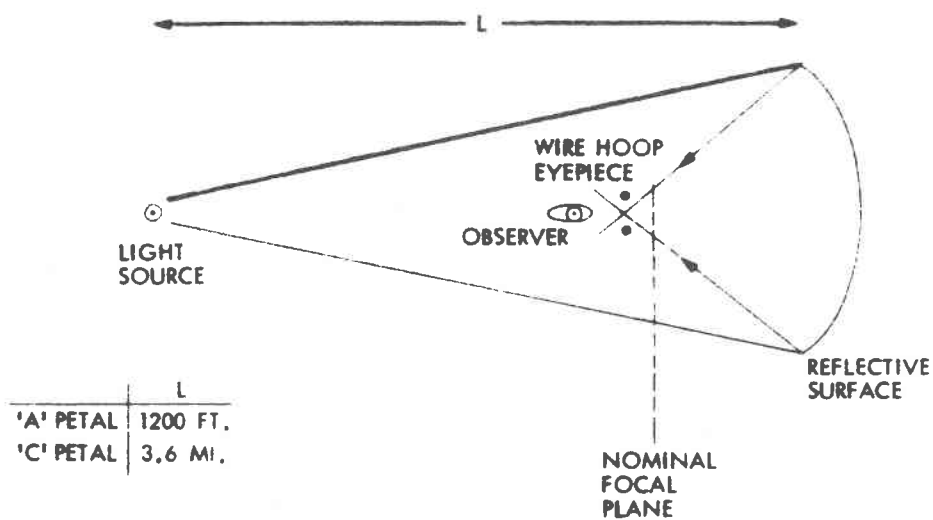 L
WIRE HOOP
EYEPIECE
OBSERVER
LIGHT
SOURCE
REFLECTIVE
SURFACE
L
'A' PETAL 1200 FT.
'C' PETAL 3.6 MI.
NOMINAL
FOCAL
PLANE